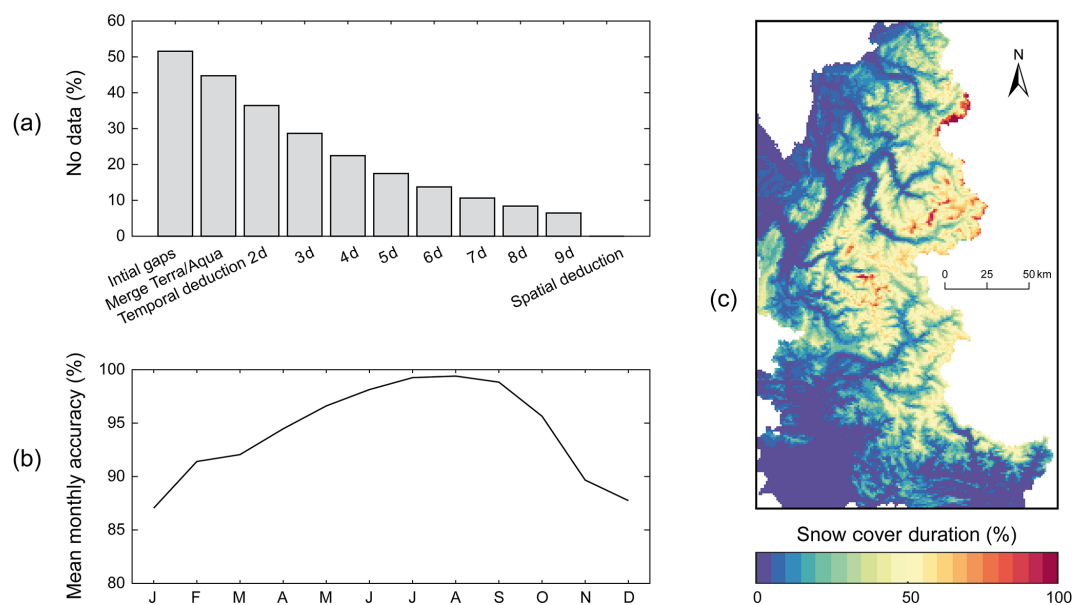 (a)
No data (%)
60
50
40
30
20
10
0
Intial gaps
Merge Terra/Aqua
Temporal deduction 2d
3d
4d
5d
6d
7d
8d
9d
Spatial deduction
(b)
Mean monthly accuracy (%)
100
95
90
85
80
J F M A M J J A S O N D
(c)
N
0 25 50 km
Snow cover duration (%)
0 50 100